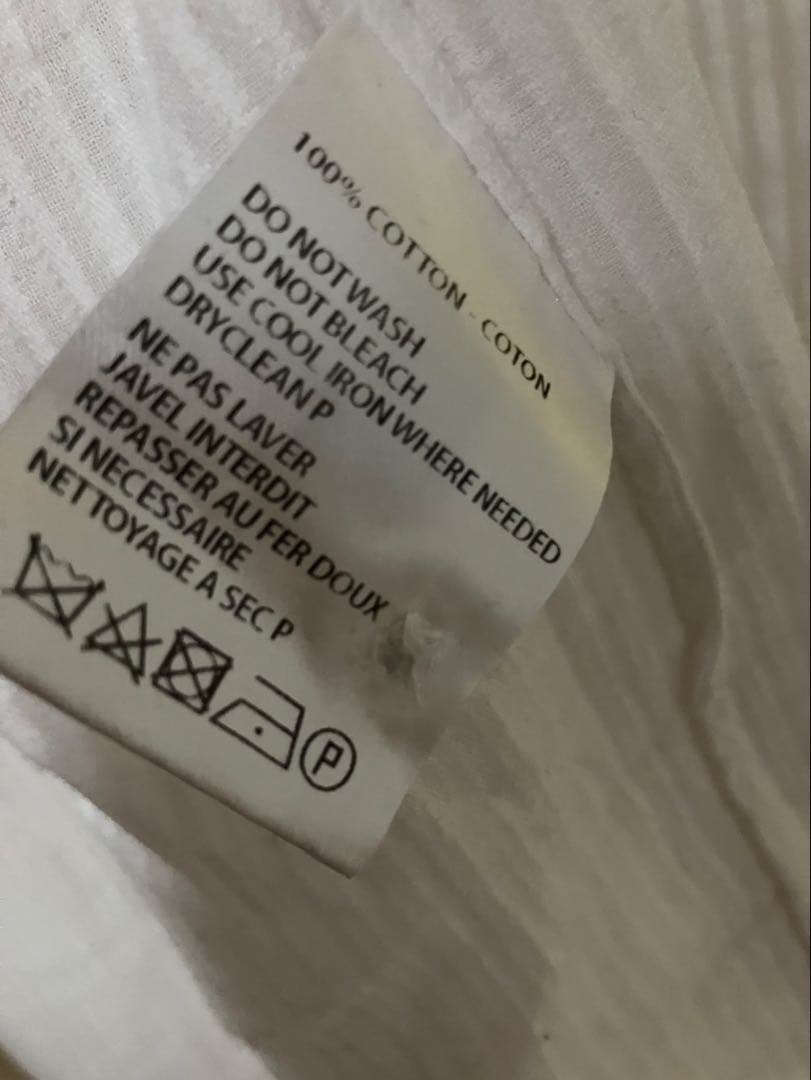 100% COTTON - COTON
DO NOT WASH
DO NOT BLEACH
USE COOL IRON WHERE NEEDED
DRYCLEAN P
NE PAS LAVER
JAVEL INTERDIT
REPASSER AU FER DOUX
SI NECESSAIRE
NETTOYAGE A SEC P
P